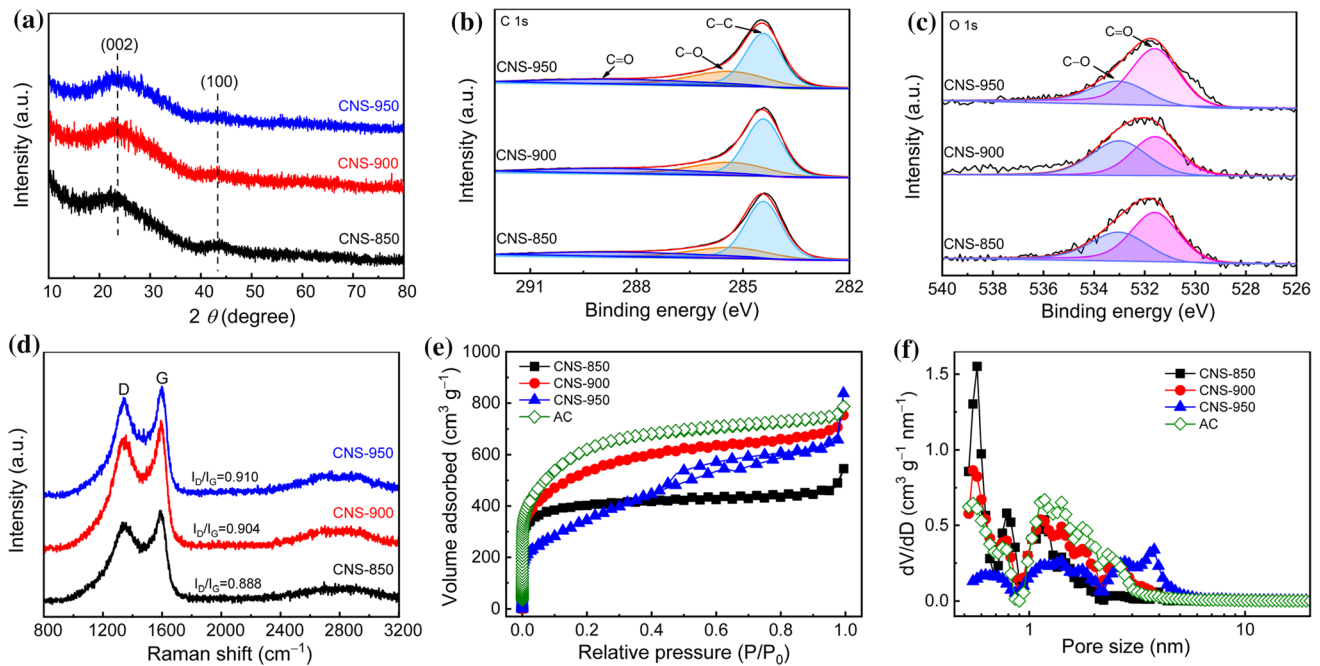 (a)
(002)
(100)
CNS-950
CNS-900
CNS-850
Intensity (a.u.)
10 20 30 40 50 60 70 80
2 θ (degree)
(b)
C 1s
C–C
C–O
C=O
CNS-950
CNS-900
CNS-850
Intensity (a.u.)
291 288 285 282
Binding energy (eV)
(c)
O 1s
C=O
C–O
CNS-950
CNS-900
CNS-850
Intensity (a.u.)
540 538 536 534 532 530 528 526
Binding energy (eV)
(d)
D G
CNS-950
I_D/I_G=0.910
CNS-900
I_D/I_G=0.904
CNS-850
I_D/I_G=0.888
Intensity (a.u.)
800 1200 1600 2000 2400 2800 3200
Raman shift (cm⁻¹)
(e)
CNS-850
CNS-900
CNS-950
AC
1000
800
600
400
200
0
Volume adsorbed (cm³ g⁻¹)
0.0 0.2 0.4 0.6 0.8 1.0
Relative pressure (P/P₀)
(f)
CNS-850
CNS-900
CNS-950
AC
1.5
1.0
0.5
0.0
dV/dD (cm³ g⁻¹ nm⁻¹)
1 10
Pore size (nm)